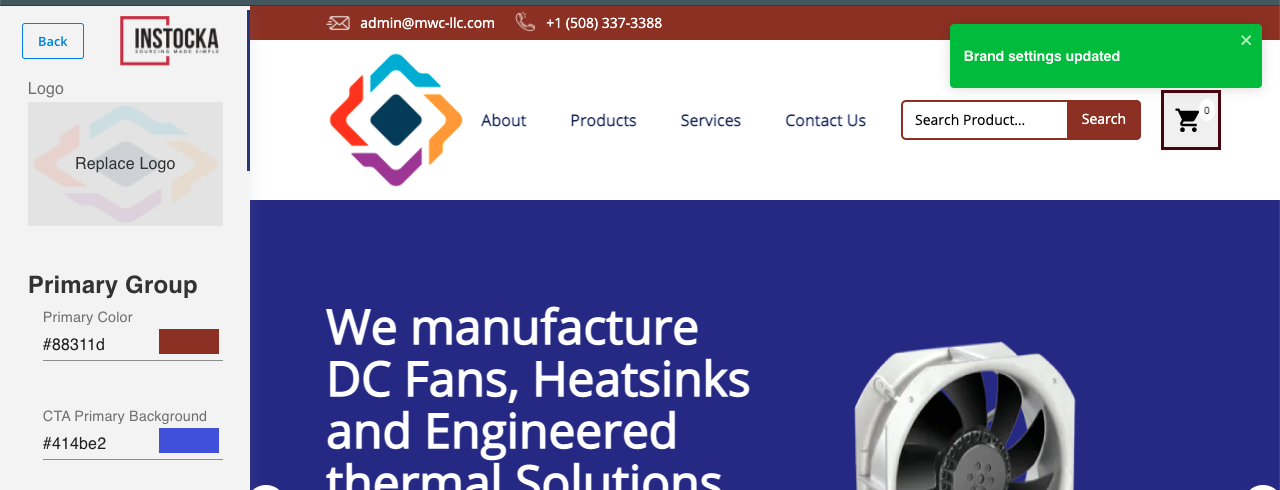 Back
INSTOCKA
SOURCING MADE SIMPLE
Logo
Replace Logo
Primary Group
Primary Color
#88311d
CTA Primary Background
#414be2
admin@mwc-llc.com +1 (508) 337-3388
Brand settings updated
About Products Services Contact Us Search Product... Search 0
We manufacture
DC Fans, Heatsinks
and Engineered
thermal Solutions